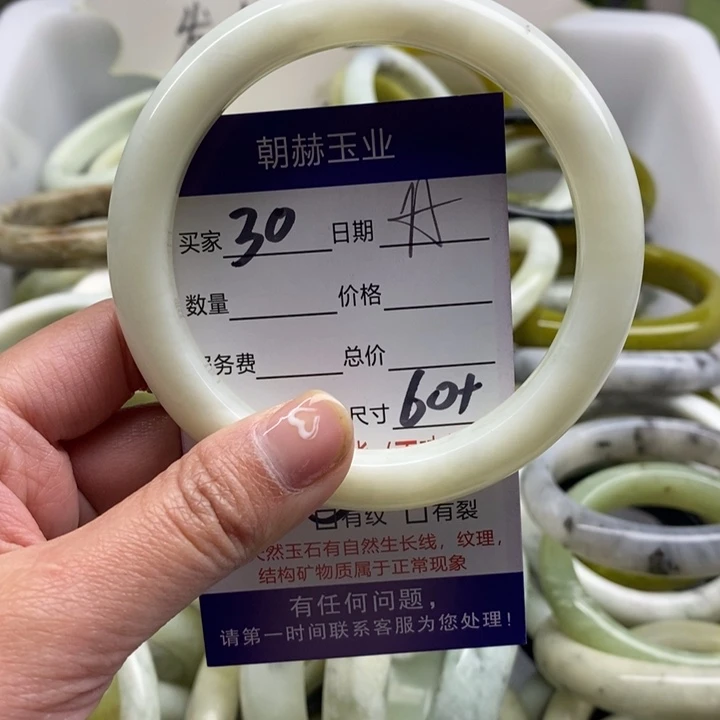 朝赫玉业
买家 30 日期
数量 价格
服务费 总价
尺寸 60+
有纹 口有裂
天然玉石有自然生长线，纹理，
结构矿物质属于正常现象
有任何问题，
请第一时间联系客服为您处理！